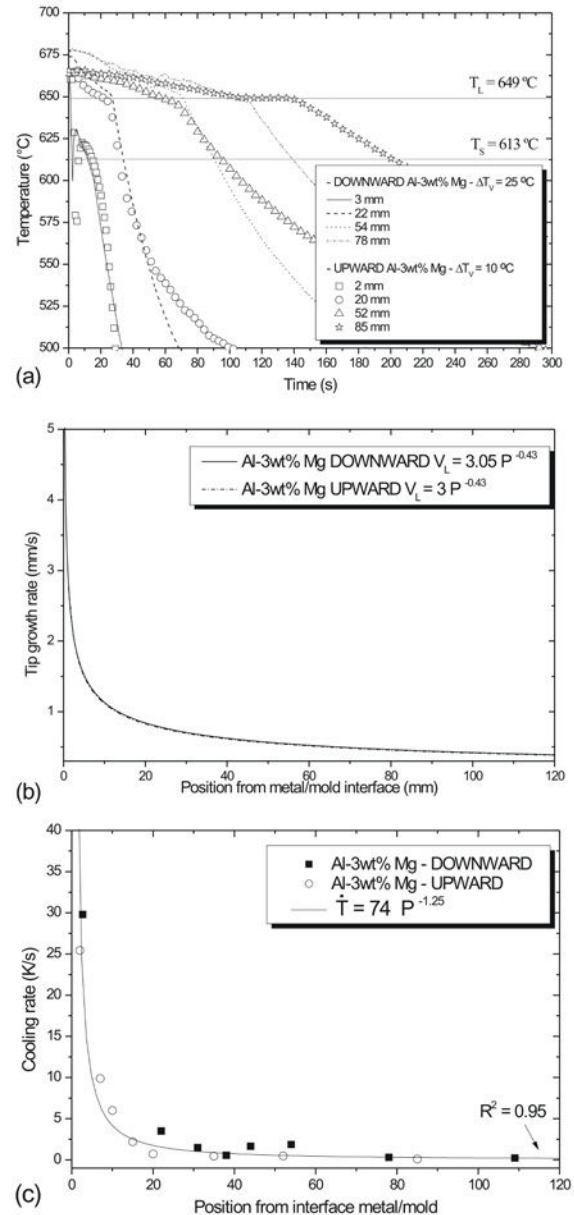 700
675
650
625
600
575
550
525
500
Temperature (°C)
T_L = 649 ºC
T_S = 613 ºC
- DOWNWARD Al-3wt% Mg - ΔT_V = 25 ºC
3 mm
22 mm
54 mm
78 mm
- UPWARD Al-3wt% Mg - ΔT_V = 10 ºC
2 mm
20 mm
52 mm
85 mm
0 20 40 60 80 100 120 140 160 180 200 220 240 260 280 300
(a)
Time (s)
5
4
3
2
1
Tip growth rate (mm/s)
Al-3wt% Mg DOWNWARD V_L = 3.05 P^-0.43
Al-3wt% Mg UPWARD V_L = 3 P^-0.43
0 20 40 60 80 100 120
(b)
Position from metal/mold interface (mm)
40
35
30
25
20
15
10
5
0
Cooling rate (K/s)
Al-3wt% Mg - DOWNWARD
Al-3wt% Mg - UPWARD
Ṫ = 74 P^-1.25
R² = 0.95
0 20 40 60 80 100 120
(c)
Position from interface metal/mold